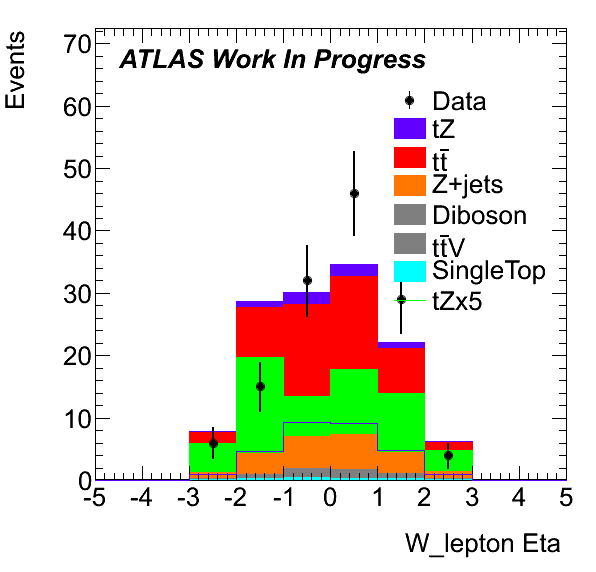 Events
70
60
50
40
30
20
10
0
ATLAS Work In Progress
Data
tZ
tt̄
Z+jets
Diboson
tt̄V
SingleTop
tZx5
-5 -4 -3 -2 -1 0 1 2 3 4 5
W_lepton Eta